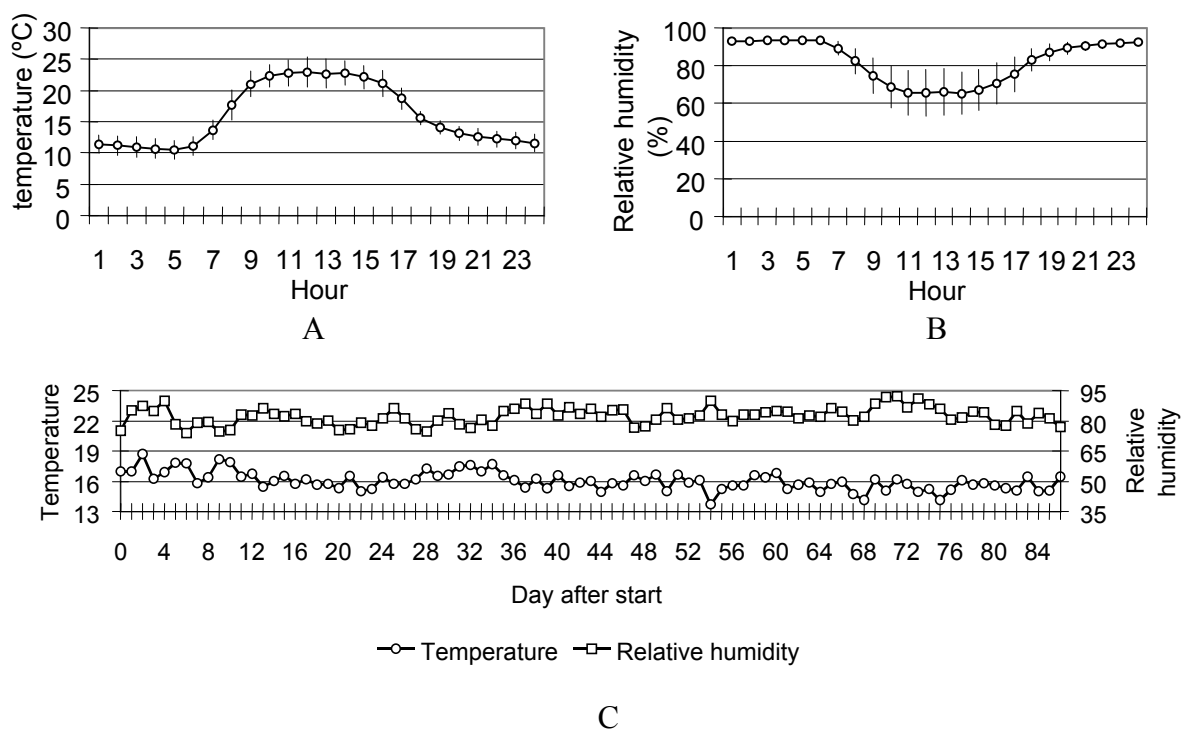 temperature (ºC)
30
25
20
15
10
5
0
1 3 5 7 9 11 13 15 17 19 21 23
Hour
A
Relative humidity
(%)
100
80
60
40
20
0
1 3 5 7 9 11 13 15 17 19 21 23
Hour
B
Temperature
25
22
19
16
13
95
80
65
50
35
Relative
humidity
0 4 8 12 16 20 24 28 32 36 40 44 48 52 56 60 64 68 72 76 80 84
Day after start
Temperature Relative humidity
C